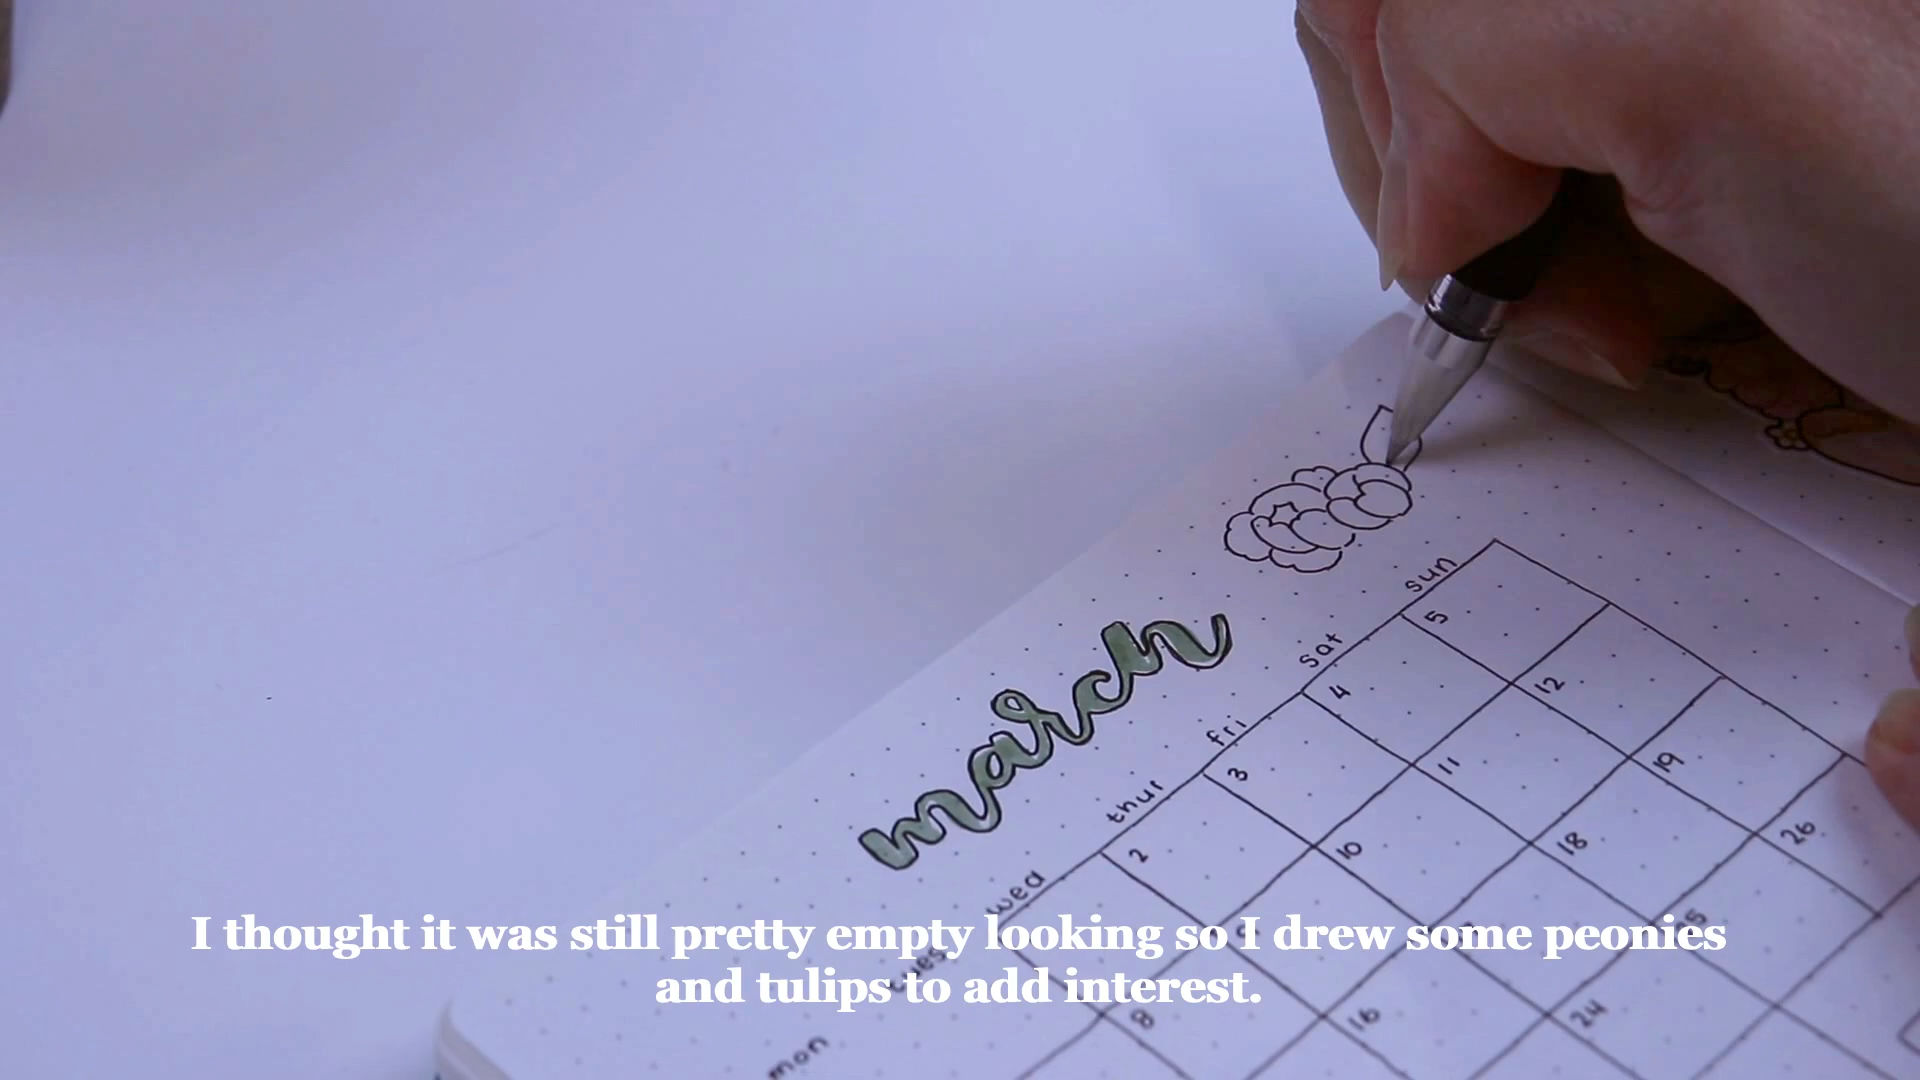 march
mon
wed
thur
fri
sat
sun
2
3
4
5
8
10
11
12
16
18
19
24
26
I thought it was still pretty empty looking so I drew some peonies
and tulips to add interest.